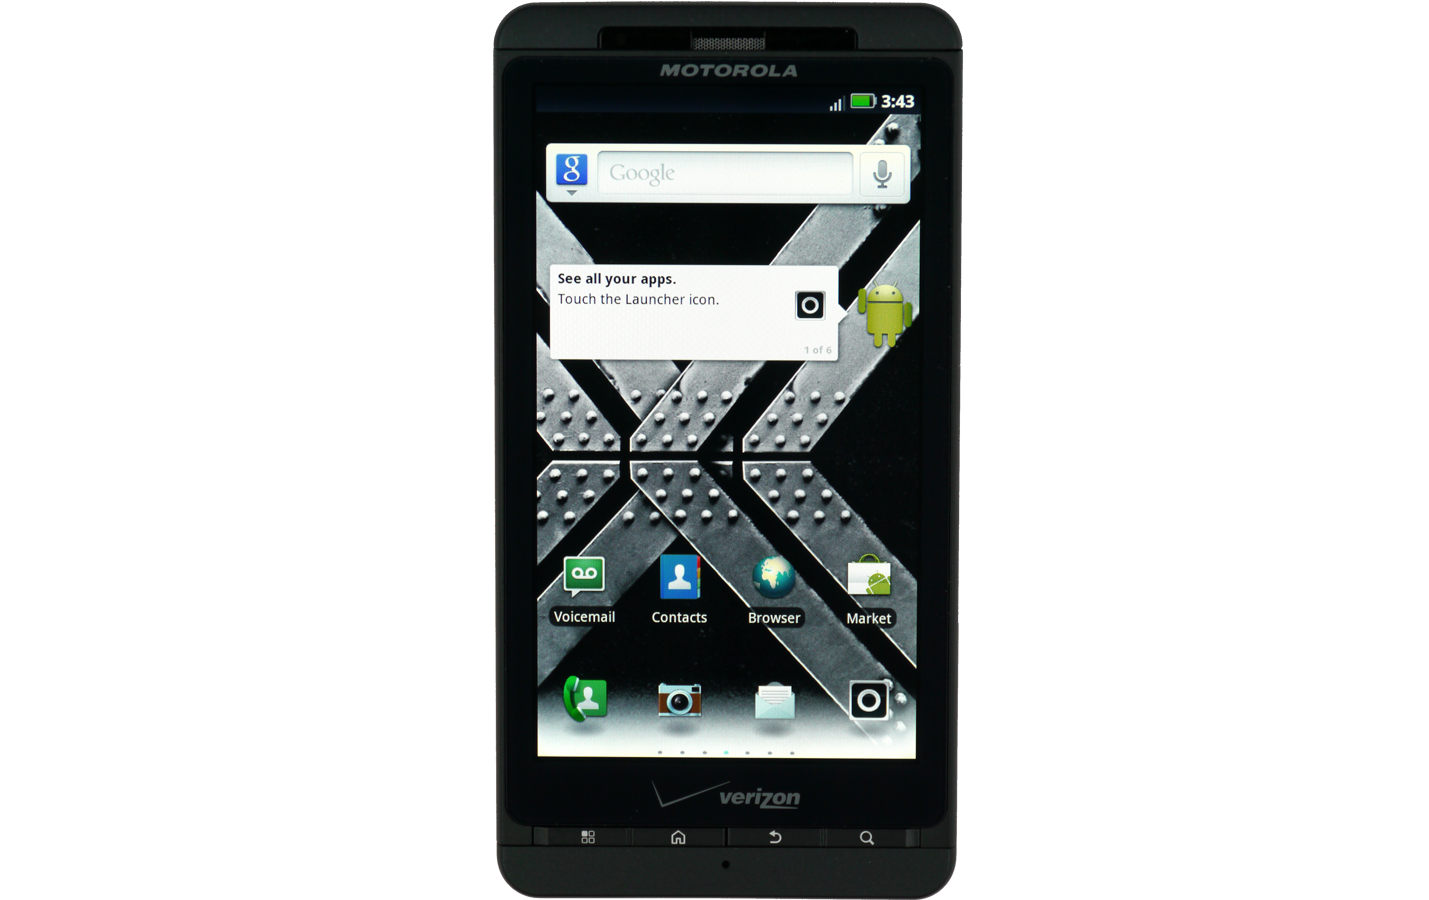 MOTOROLA
3:43
g
Google
See all your apps.
Touch the Launcher icon.
1 of 6
Voicemail
Contacts
Browser
Market
verizon